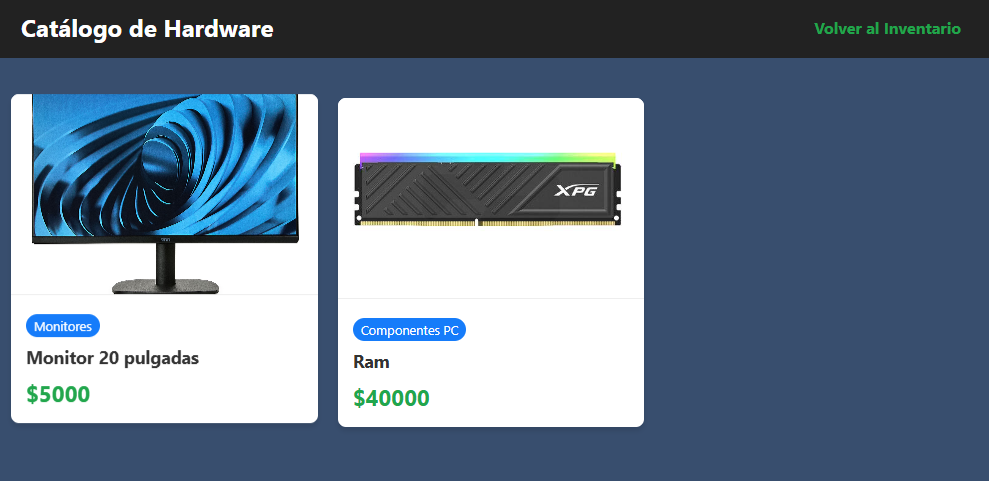 Catálogo de Hardware
Volver al Inventario
Monitores
Monitor 20 pulgadas
$5000
XPG
Componentes PC
Ram
$40000